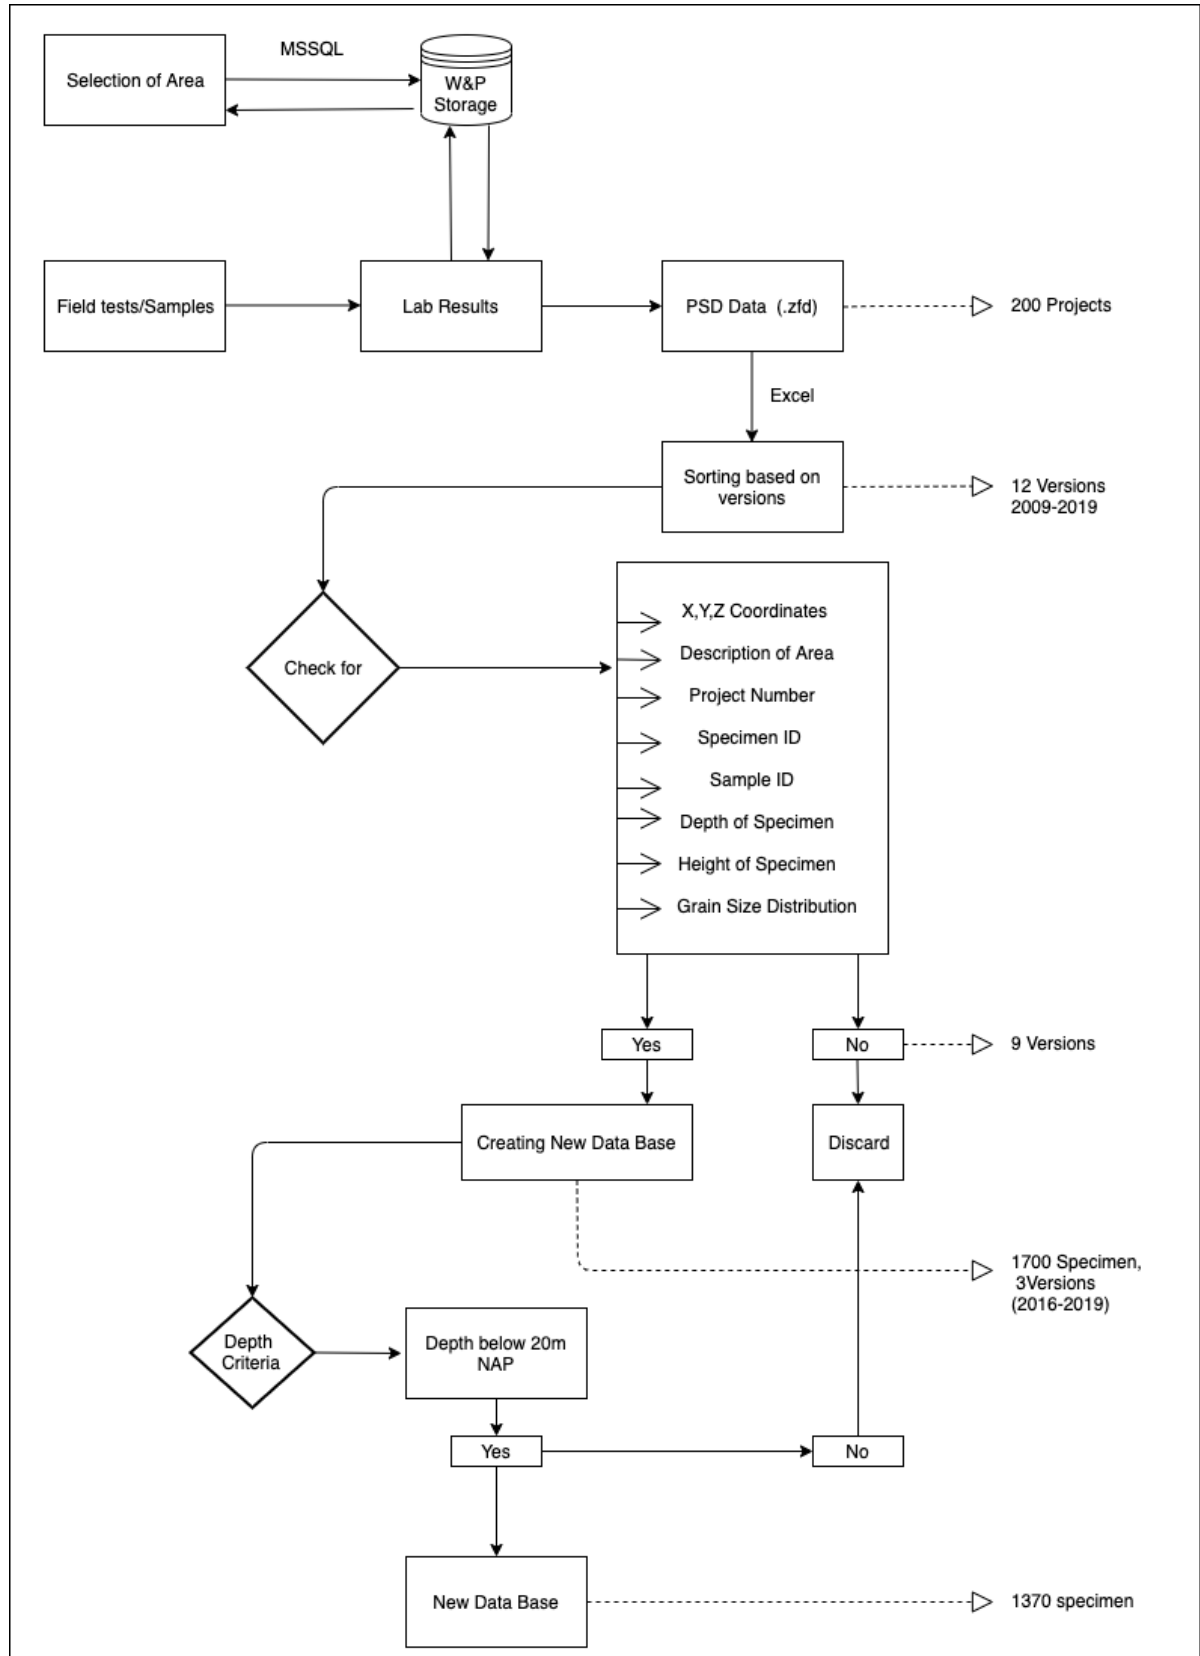 MSSQL
Selection of Area
W&P
Storage
Field tests/Samples
Lab Results
PSD Data (.zfd)
200 Projects
Excel
Sorting based on
versions
12 Versions
2009-2019
Check for
X,Y,Z Coordinates
Description of Area
Project Number
Specimen ID
Sample ID
Depth of Specimen
Height of Specimen
Grain Size Distribution
Yes
No
9 Versions
Creating New Data Base
Discard
1700 Specimen,
3Versions
(2016-2019)
Depth
Criteria
Depth below 20m
NAP
Yes
No
New Data Base
1370 specimen